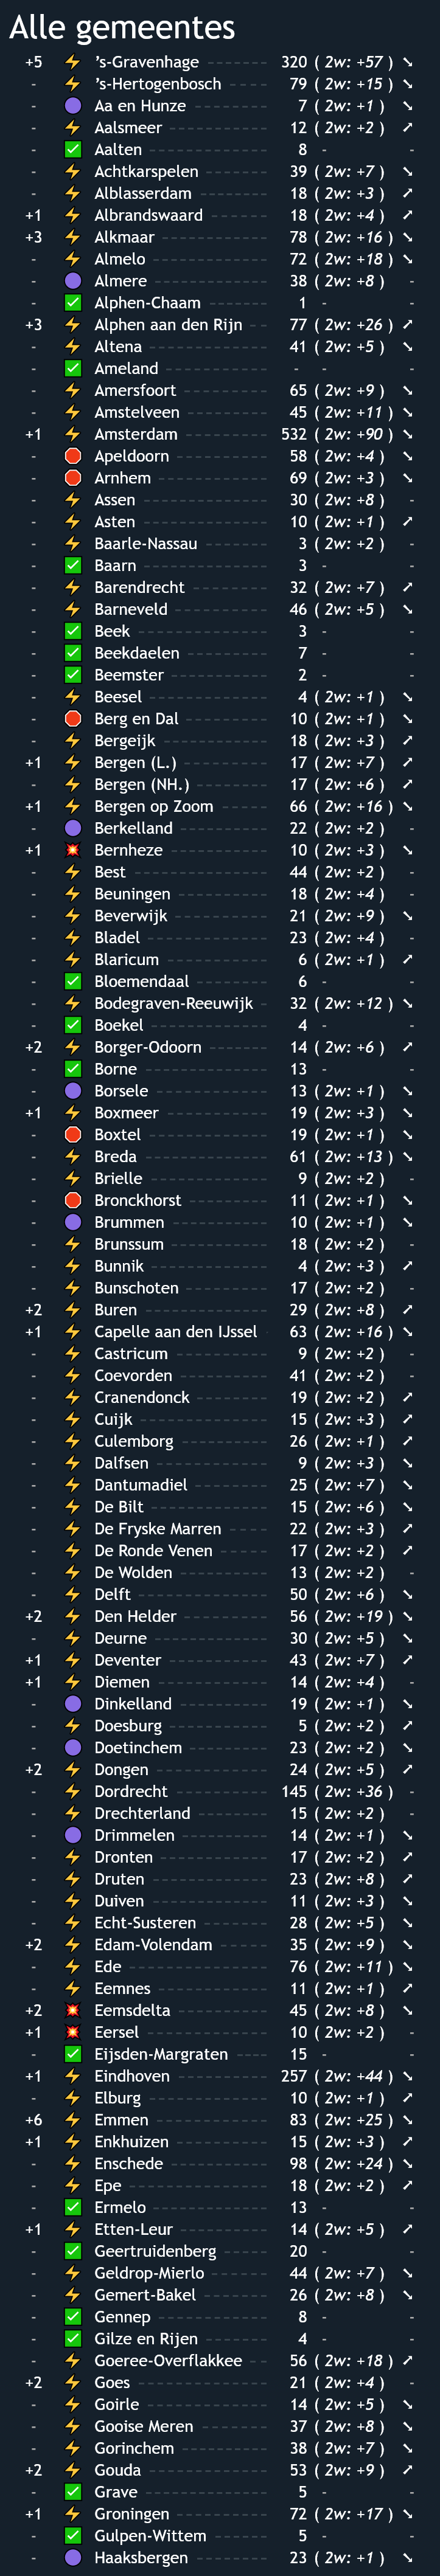 Alle gemeentes
+5 ’s-Gravenhage 320 ( 2w: +57 )
- ’s-Hertogenbosch 79 ( 2w: +15 )
- Aa en Hunze 7 ( 2w: +1 )
- Aalsmeer 12 ( 2w: +2 )
- Aalten 8 - -
- Achtkarspelen 39 ( 2w: +7 )
- Alblasserdam 18 ( 2w: +3 )
+1 Albrandswaard 18 ( 2w: +4 )
+3 Alkmaar 78 ( 2w: +16 )
- Almelo 72 ( 2w: +18 )
- Almere 38 ( 2w: +8 ) -
- Alphen-Chaam 1 - -
+3 Alphen aan den Rijn 77 ( 2w: +26 )
- Altena 41 ( 2w: +5 )
- Ameland - - -
- Amersfoort 65 ( 2w: +9 )
- Amstelveen 45 ( 2w: +11 )
+1 Amsterdam 532 ( 2w: +90 )
- Apeldoorn 58 ( 2w: +4 )
- Arnhem 69 ( 2w: +3 )
- Assen 30 ( 2w: +8 ) -
- Asten 10 ( 2w: +1 )
- Baarle-Nassau 3 ( 2w: +2 ) -
- Baarn 3 - -
- Barendrecht 32 ( 2w: +7 )
- Barneveld 46 ( 2w: +5 )
- Beek 3 - -
- Beekdaelen 7 - -
- Beemster 2 - -
- Beesel 4 ( 2w: +1 )
- Berg en Dal 10 ( 2w: +1 )
- Bergeijk 18 ( 2w: +3 )
+1 Bergen (L.) 17 ( 2w: +7 )
- Bergen (NH.) 17 ( 2w: +6 )
+1 Bergen op Zoom 66 ( 2w: +16 )
- Berkelland 22 ( 2w: +2 ) -
+1 Bernheze 10 ( 2w: +3 )
- Best 44 ( 2w: +2 ) -
- Beuningen 18 ( 2w: +4 ) -
- Beverwijk 21 ( 2w: +9 )
- Bladel 23 ( 2w: +4 ) -
- Blaricum 6 ( 2w: +1 )
- Bloemendaal 6 - -
- Bodegraven-Reeuwijk 32 ( 2w: +12 )
- Boekel 4 - -
+2 Borger-Odoorn 14 ( 2w: +6 )
- Borne 13 - -
- Borsele 13 ( 2w: +1 )
+1 Boxmeer 19 ( 2w: +3 )
- Boxtel 19 ( 2w: +1 )
- Breda 61 ( 2w: +13 )
- Brielle 9 ( 2w: +2 ) -
- Bronckhorst 11 ( 2w: +1 )
- Brummen 10 ( 2w: +1 )
- Brunssum 18 ( 2w: +2 ) -
- Bunnik 4 ( 2w: +3 )
- Bunschoten 17 ( 2w: +2 ) -
+2 Buren 29 ( 2w: +8 )
+1 Capelle aan den IJssel 63 ( 2w: +16 )
- Castricum 9 ( 2w: +2 ) -
- Coevorden 41 ( 2w: +2 ) -
- Cranendonck 19 ( 2w: +2 )
- Cuijk 15 ( 2w: +3 )
- Culemborg 26 ( 2w: +1 )
- Dalfsen 9 ( 2w: +3 )
- Dantumadiel 25 ( 2w: +7 )
- De Bilt 15 ( 2w: +6 )
- De Fryske Marren 22 ( 2w: +3 )
- De Ronde Venen 17 ( 2w: +2 )
- De Wolden 13 ( 2w: +2 ) -
- Delft 50 ( 2w: +6 )
+2 Den Helder 56 ( 2w: +19 )
- Deurne 30 ( 2w: +5 )
+1 Deventer 43 ( 2w: +7 )
+1 Diemen 14 ( 2w: +4 ) -
- Dinkelland 19 ( 2w: +1 )
- Doesburg 5 ( 2w: +2 )
- Doetinchem 23 ( 2w: +2 )
+2 Dongen 24 ( 2w: +5 )
- Dordrecht 145 ( 2w: +36 ) -
- Drechterland 15 ( 2w: +2 ) -
- Drimmelen 14 ( 2w: +1 )
- Dronten 17 ( 2w: +2 )
- Druten 23 ( 2w: +8 )
- Duiven 11 ( 2w: +3 )
- Echt-Susteren 28 ( 2w: +5 )
+2 Edam-Volendam 35 ( 2w: +9 )
- Ede 76 ( 2w: +11 )
- Eemnes 11 ( 2w: +1 )
+2 Eemsdelta 45 ( 2w: +8 )
+1 Eersel 10 ( 2w: +2 ) -
- Eijsden-Margraten 15 - -
+1 Eindhoven 257 ( 2w: +44 )
- Elburg 10 ( 2w: +1 )
+6 Emmen 83 ( 2w: +25 )
+1 Enkhuizen 15 ( 2w: +3 )
- Enschede 98 ( 2w: +24 )
- Epe 18 ( 2w: +2 )
- Ermelo 13 - -
+1 Etten-Leur 14 ( 2w: +5 )
- Geertruidenberg 20 - -
- Geldrop-Mierlo 44 ( 2w: +7 )
- Gemert-Bakel 26 ( 2w: +8 )
- Gennep 8 - -
- Gilze en Rijen 4 - -
- Goeree-Overflakkee 56 ( 2w: +18 )
+2 Goes 21 ( 2w: +4 ) -
- Goirle 14 ( 2w: +5 )
- Gooise Meren 37 ( 2w: +8 )
- Gorinchem 38 ( 2w: +7 )
+2 Gouda 53 ( 2w: +9 )
- Grave 5 - -
+1 Groningen 72 ( 2w: +17 )
- Gulpen-Wittem 5 - -
- Haaksbergen 23 ( 2w: +1 )